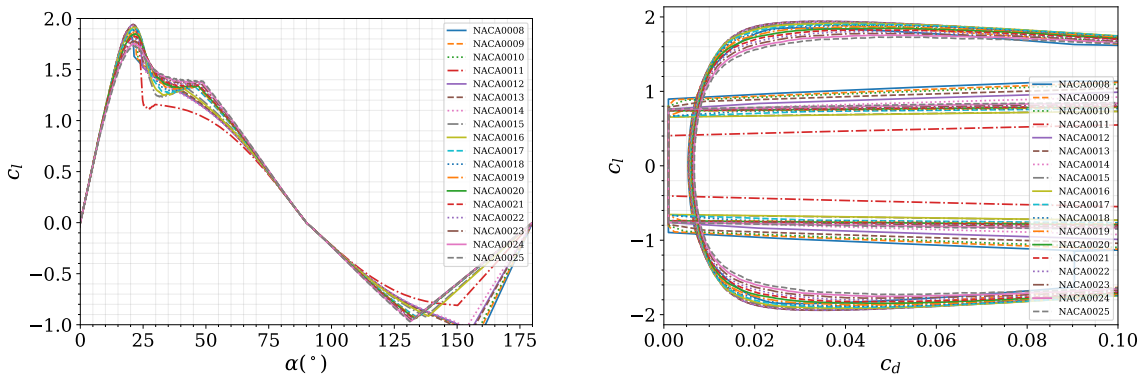 2.0
1.5
1.0
0.5
0.0
−0.5
−1.0
c_l
0
25
50
75
100
125
150
175
α(°)
NACA0008
NACA0009
NACA0010
NACA0011
NACA0012
NACA0013
NACA0014
NACA0015
NACA0016
NACA0017
NACA0018
NACA0019
NACA0020
NACA0021
NACA0022
NACA0023
NACA0024
NACA0025
2
1
0
−1
−2
c_l
0.00
0.02
0.04
0.06
0.08
0.10
c_d
NACA0008
NACA0009
NACA0010
NACA0011
NACA0012
NACA0013
NACA0014
NACA0015
NACA0016
NACA0017
NACA0018
NACA0019
NACA0020
NACA0021
NACA0022
NACA0023
NACA0024
NACA0025